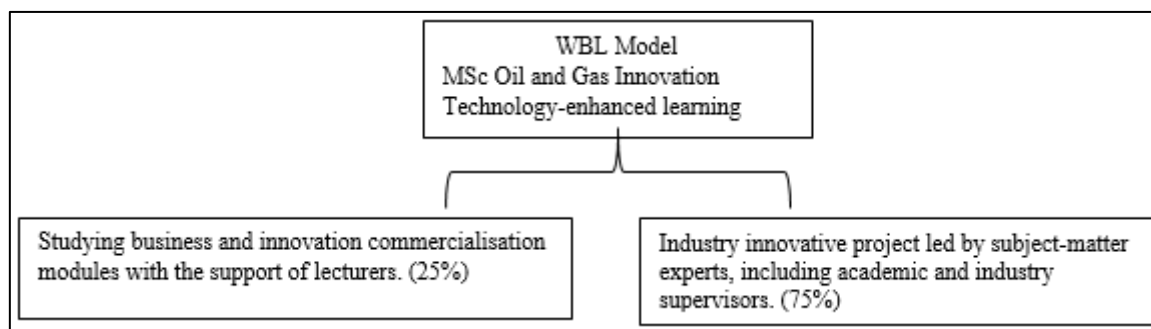 WBL Model
MSc Oil and Gas Innovation
Technology-enhanced learning
Studying business and innovation commercialisation
modules with the support of lecturers. (25%)
Industry innovative project led by subject-matter
experts, including academic and industry
supervisors. (75%)